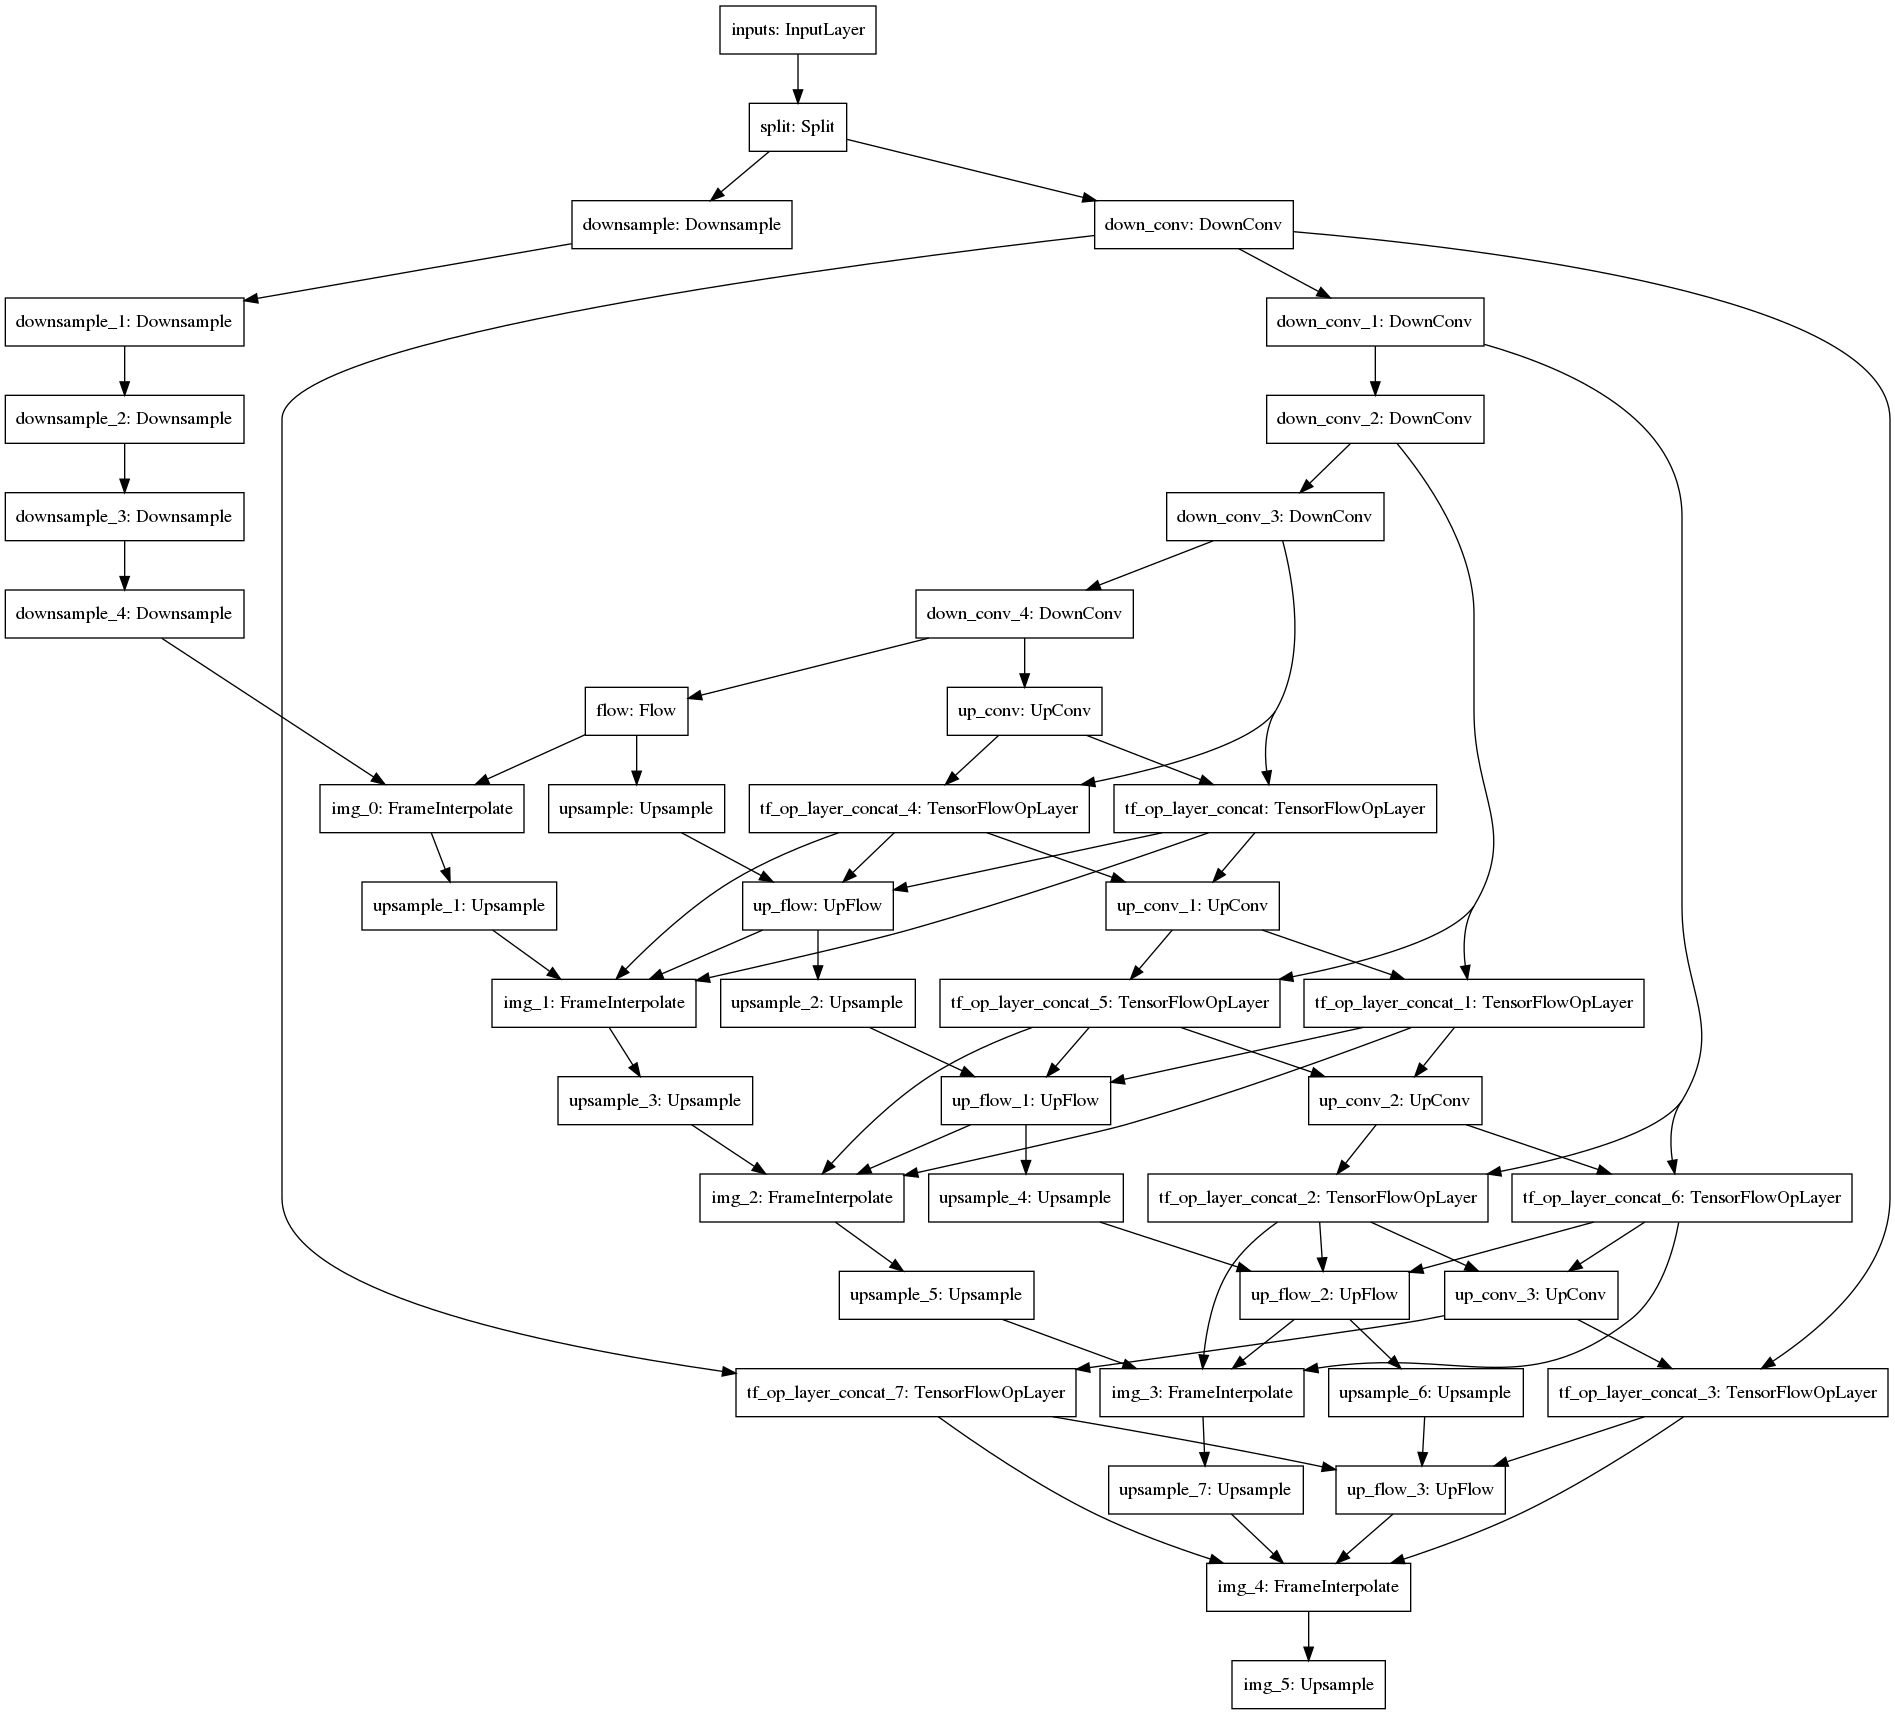 inputs: InputLayer
split: Split
downsample: Downsample
down_conv: DownConv
downsample_1: Downsample
down_conv_1: DownConv
downsample_2: Downsample
down_conv_2: DownConv
downsample_3: Downsample
down_conv_3: DownConv
downsample_4: Downsample
down_conv_4: DownConv
flow: Flow
up_conv: UpConv
img_0: FrameInterpolate
upsample: Upsample
tf_op_layer_concat_4: TensorFlowOpLayer
tf_op_layer_concat: TensorFlowOpLayer
upsample_1: Upsample
up_flow: UpFlow
up_conv_1: UpConv
img_1: FrameInterpolate
upsample_2: Upsample
tf_op_layer_concat_5: TensorFlowOpLayer
tf_op_layer_concat_1: TensorFlowOpLayer
upsample_3: Upsample
up_flow_1: UpFlow
up_conv_2: UpConv
img_2: FrameInterpolate
upsample_4: Upsample
tf_op_layer_concat_2: TensorFlowOpLayer
tf_op_layer_concat_6: TensorFlowOpLayer
upsample_5: Upsample
up_flow_2: UpFlow
up_conv_3: UpConv
tf_op_layer_concat_7: TensorFlowOpLayer
img_3: FrameInterpolate
upsample_6: Upsample
tf_op_layer_concat_3: TensorFlowOpLayer
upsample_7: Upsample
up_flow_3: UpFlow
img_4: FrameInterpolate
img_5: Upsample